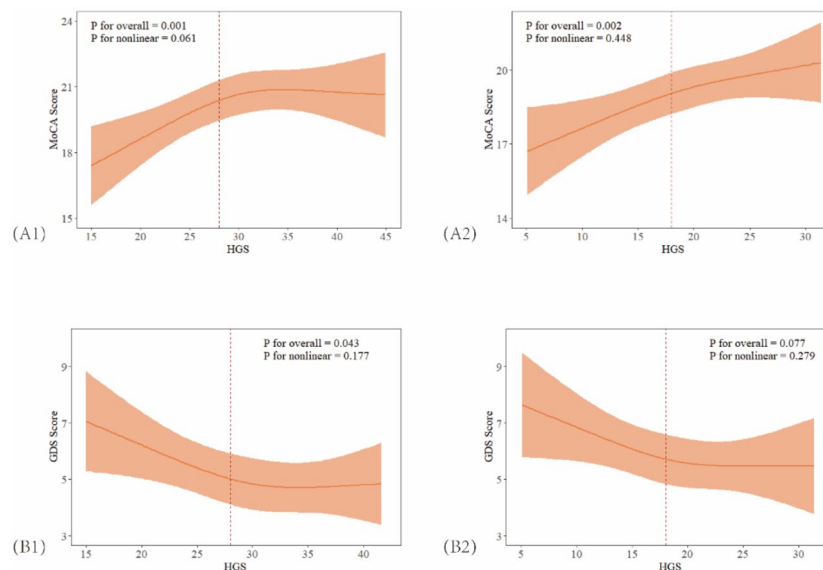 P for overall = 0.001
P for nonlinear = 0.061
24
21
18
15
MoCA Score
15 20 25 30 35 40 45
HGS
(A1)
P for overall = 0.002
P for nonlinear = 0.448
20
17
14
MoCA Score
5 10 15 20 25 30
HGS
(A2)
P for overall = 0.043
P for nonlinear = 0.177
9
7
5
3
GDS Score
15 20 25 30 35 40
HGS
(B1)
P for overall = 0.077
P for nonlinear = 0.279
9
7
5
3
GDS Score
5 10 15 20 25 30
HGS
(B2)